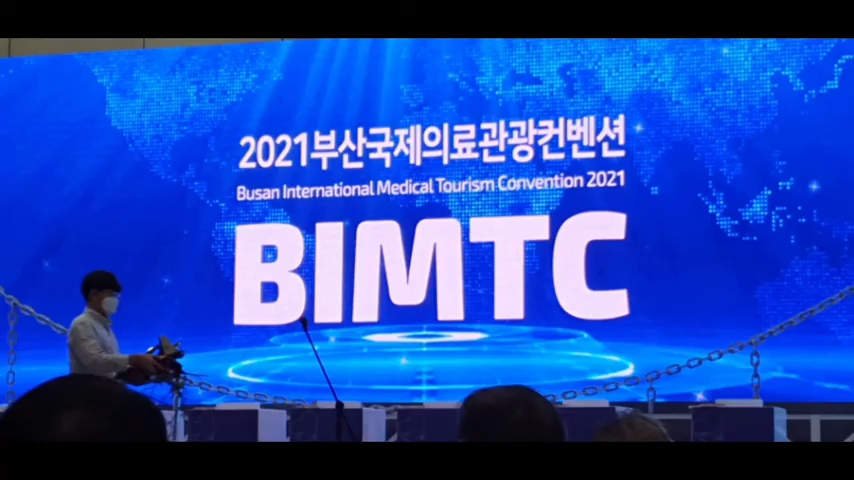 2021부산국제의료관광컨벤션
Busan International Medical Tourism Convention 2021
BIMTC